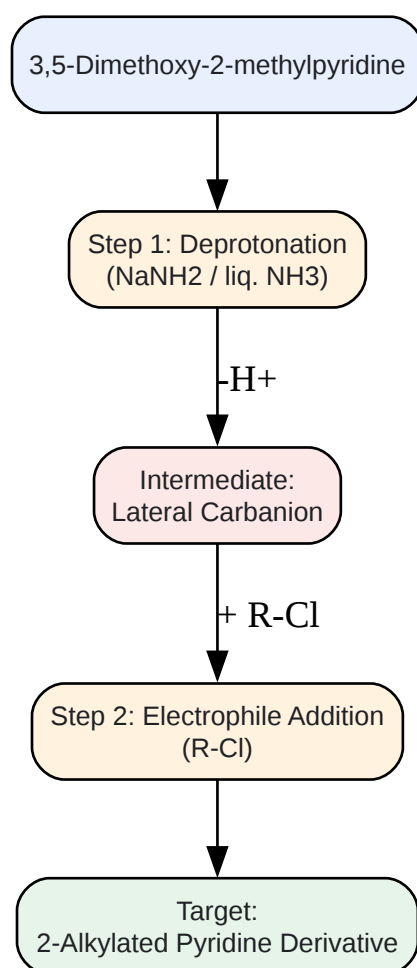 3,5-Dimethoxy-2-methylpyridine
Step 1: Deprotonation
(NaNH2 / liq. NH3)
-H+
Intermediate:
Lateral Carbanion
+ R-Cl
Step 2: Electrophile Addition
(R-Cl)
Target:
2-Alkylated Pyridine Derivative